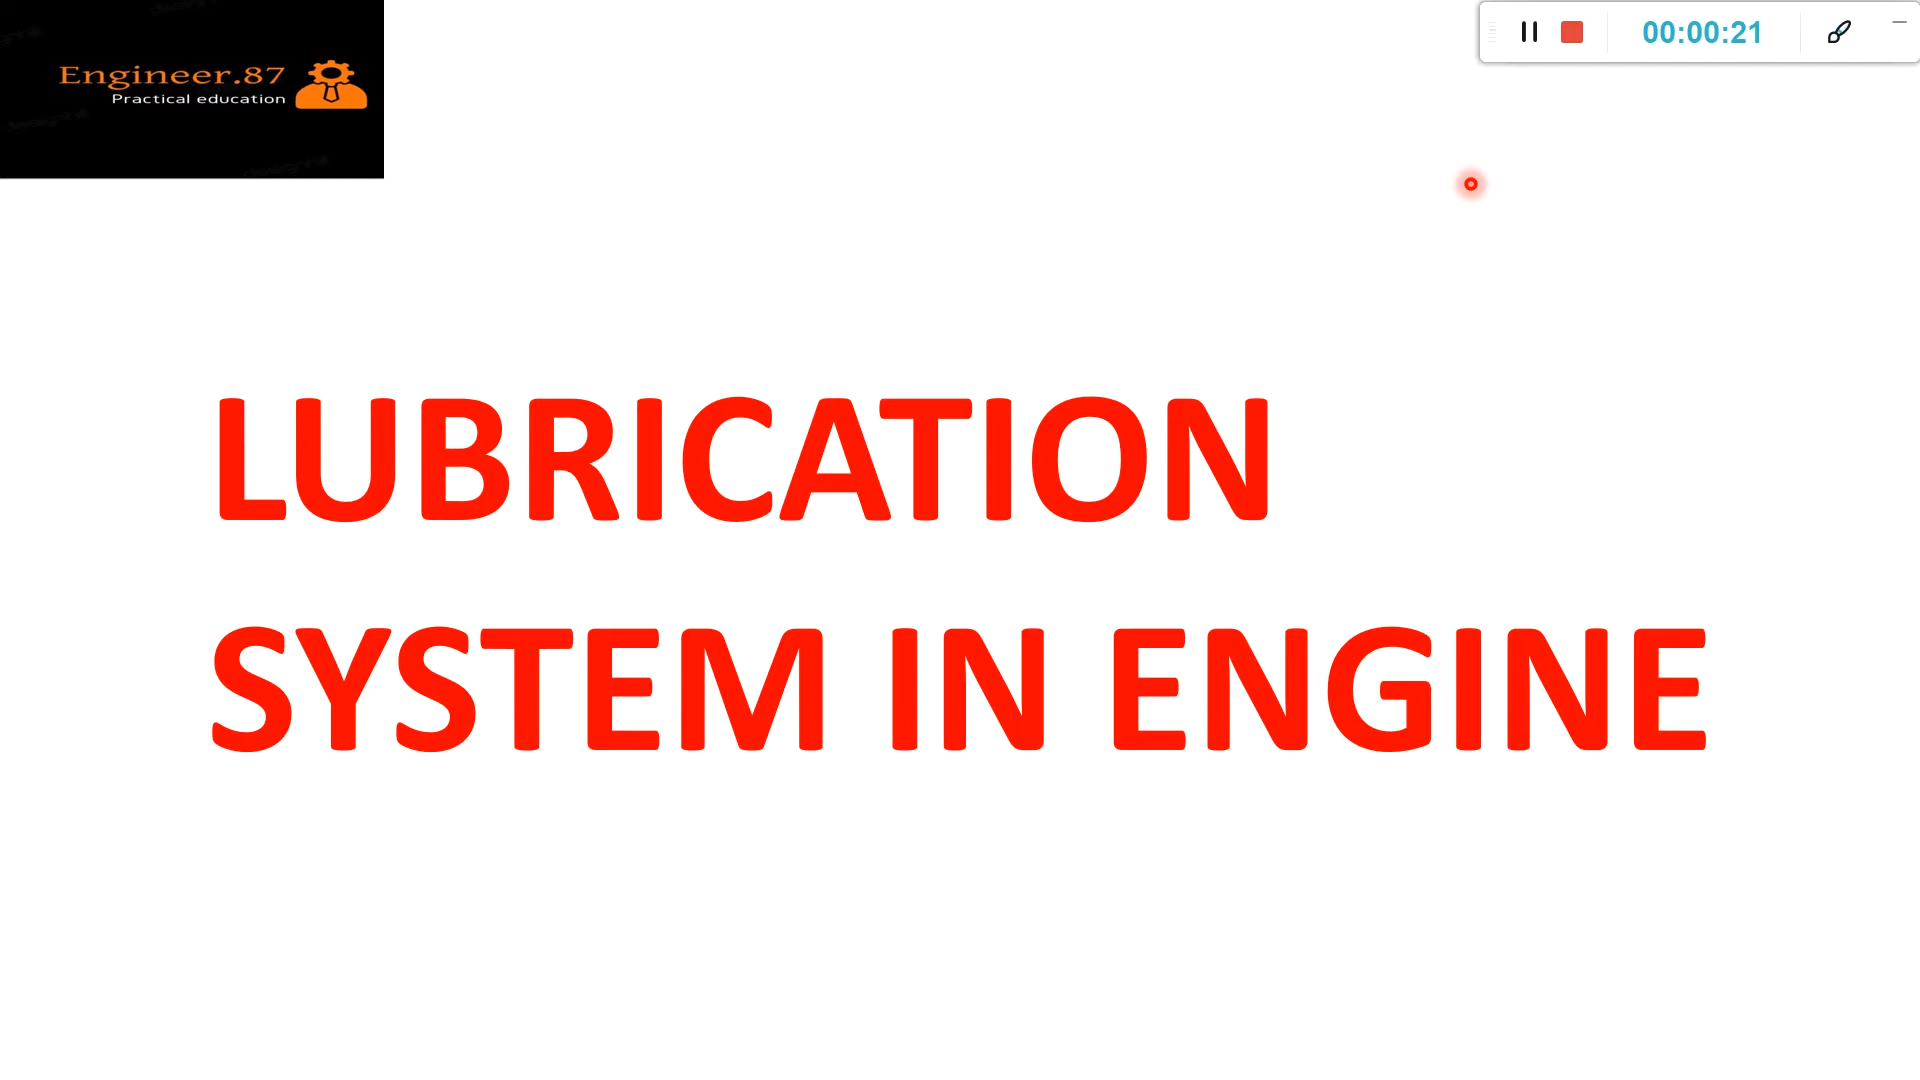 Engineer.87
Practical education
00:00:21
LUBRICATION
SYSTEM IN ENGINE